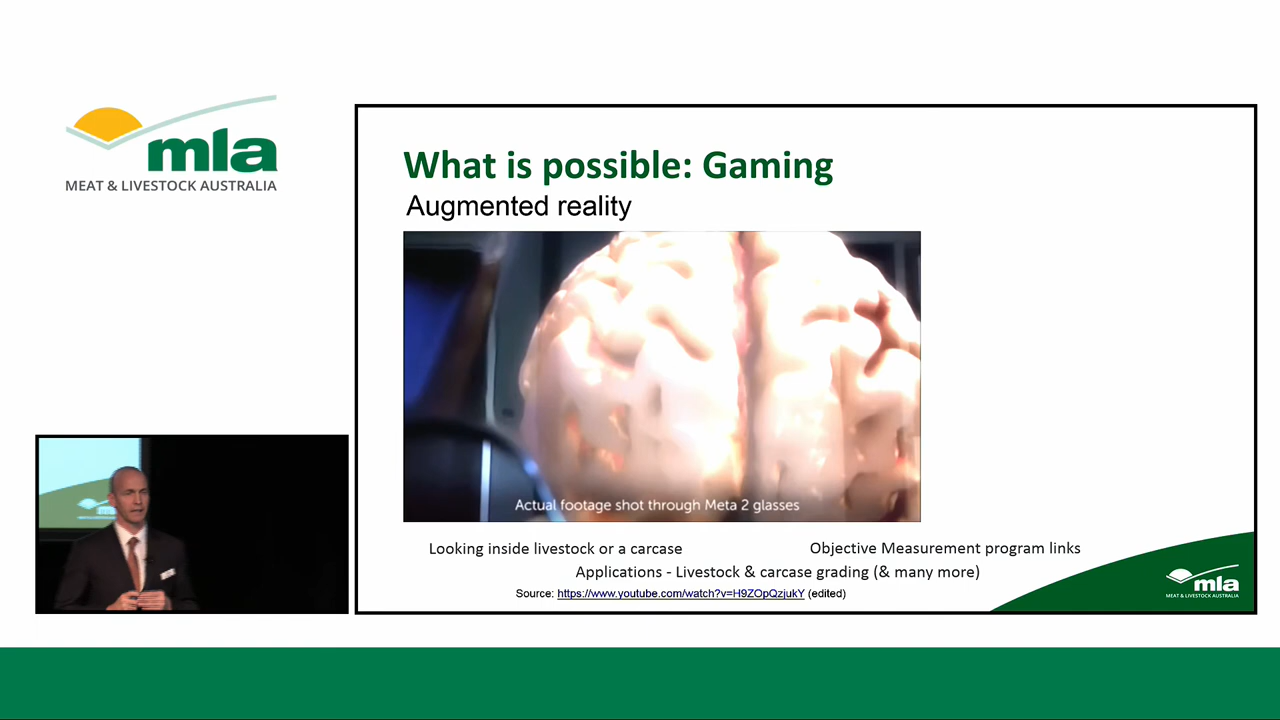 mla
MEAT & LIVESTOCK AUSTRALIA
What is possible: Gaming
Augmented reality
Actual footage shot through Meta 2 glasses
Looking inside livestock or a carcase
Objective Measurement program links
Applications - Livestock & carcase grading (& many more)
Source: https://www.youtube.com/watch?v=H9ZOpQzjukY (edited)
mla
MEAT & LIVESTOCK AUSTRALIA